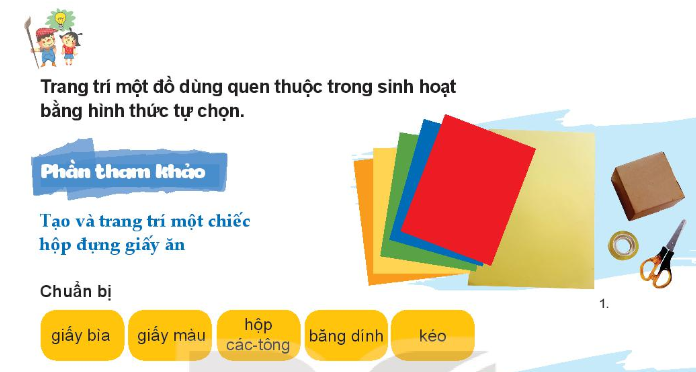 Trang trí một đồ dùng quen thuộc trong sinh hoạt
bằng hình thức tự chọn.
Phần tham khảo
Tạo và trang trí một chiếc
hộp đựng giấy ăn
Chuẩn bị
giấy bìa
giấy màu
hộp
các-tông
băng dính
kéo
1.